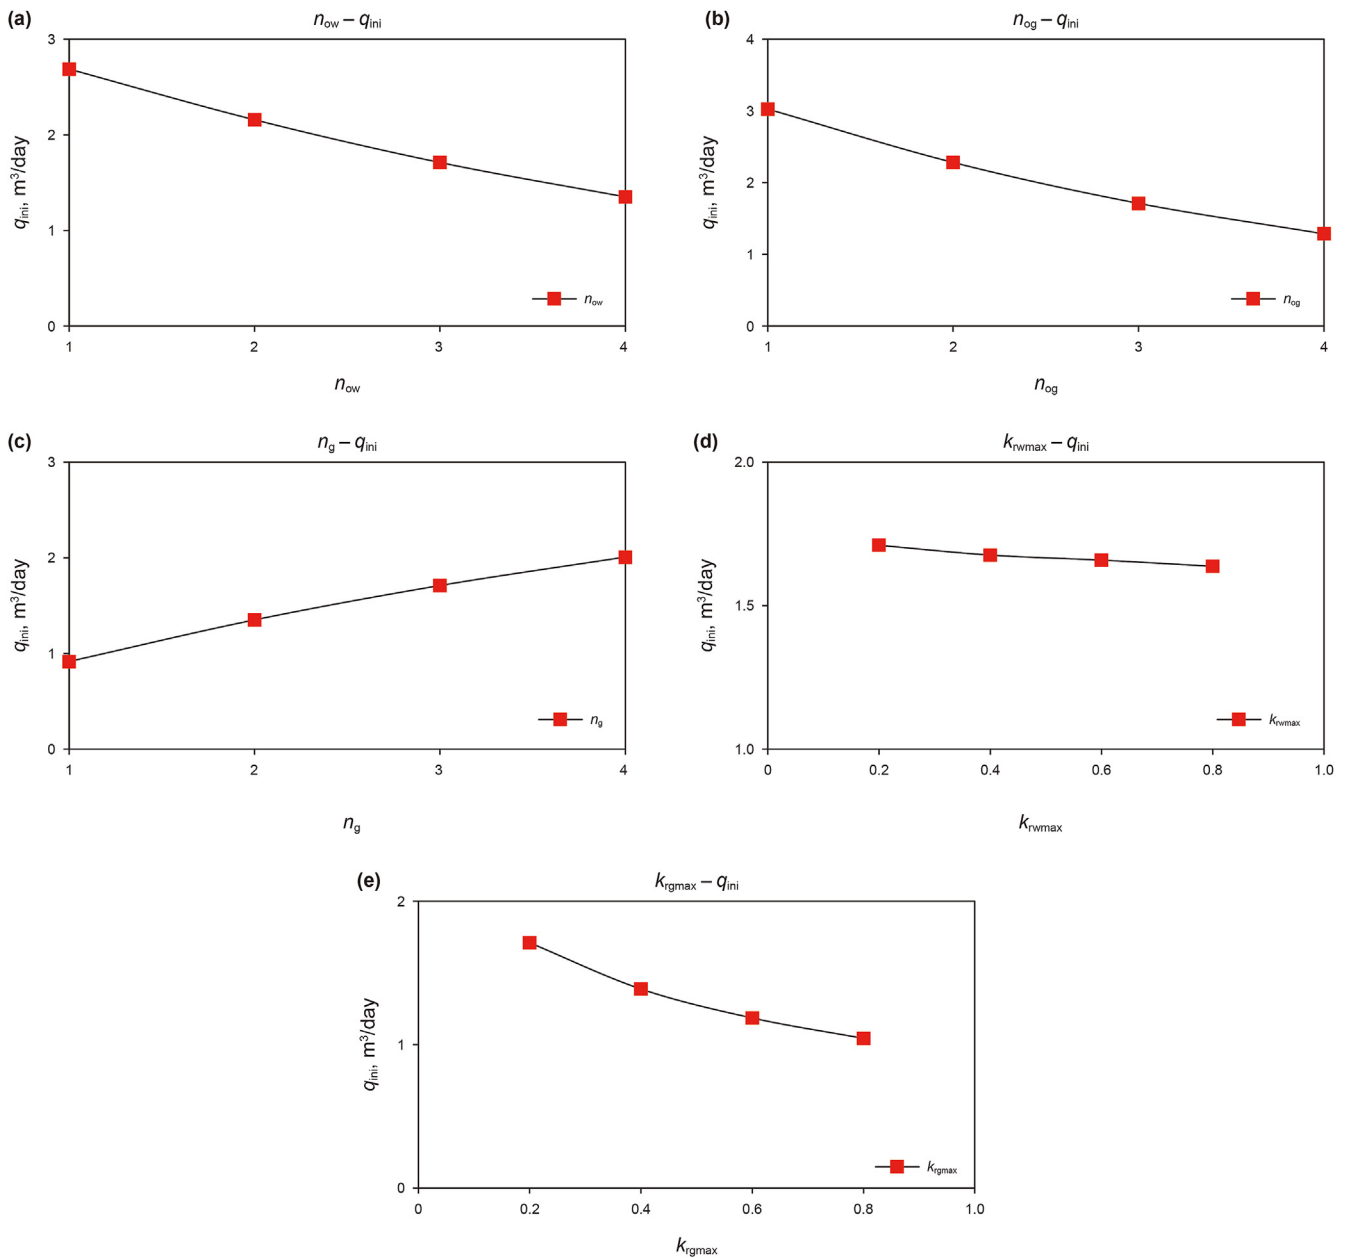 (a)
n_ow – q_ini
3
2
1
0
q_ini, m³/day
1 2 3 4
n_ow
n_ow
(b)
n_og – q_ini
4
3
2
1
0
q_ini, m³/day
1 2 3 4
n_og
n_og
(c)
n_g – q_ini
3
2
1
0
q_ini, m³/day
1 2 3 4
n_g
n_g
(d)
k_rwmax – q_ini
2.0
1.5
1.0
q_ini, m³/day
0 0.2 0.4 0.6 0.8 1.0
k_rwmax
k_rwmax
(e)
k_rgmax – q_ini
2
1
0
q_ini, m³/day
0 0.2 0.4 0.6 0.8 1.0
k_rgmax
k_rgmax